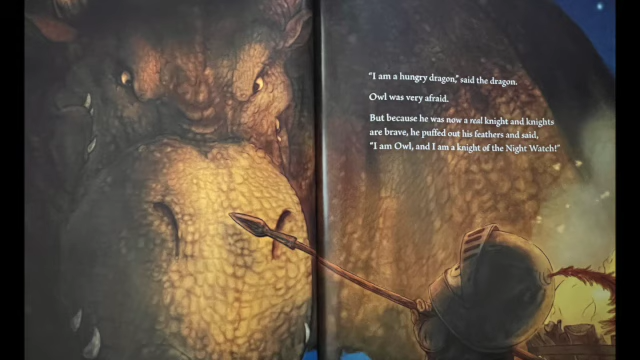 "I am a hungry dragon," said the dragon.
Owl was very afraid.
But because he was now a real knight and knights
are brave, he puffed out his feathers and said,
"I am Owl, and I am a knight of the Night Watch!"